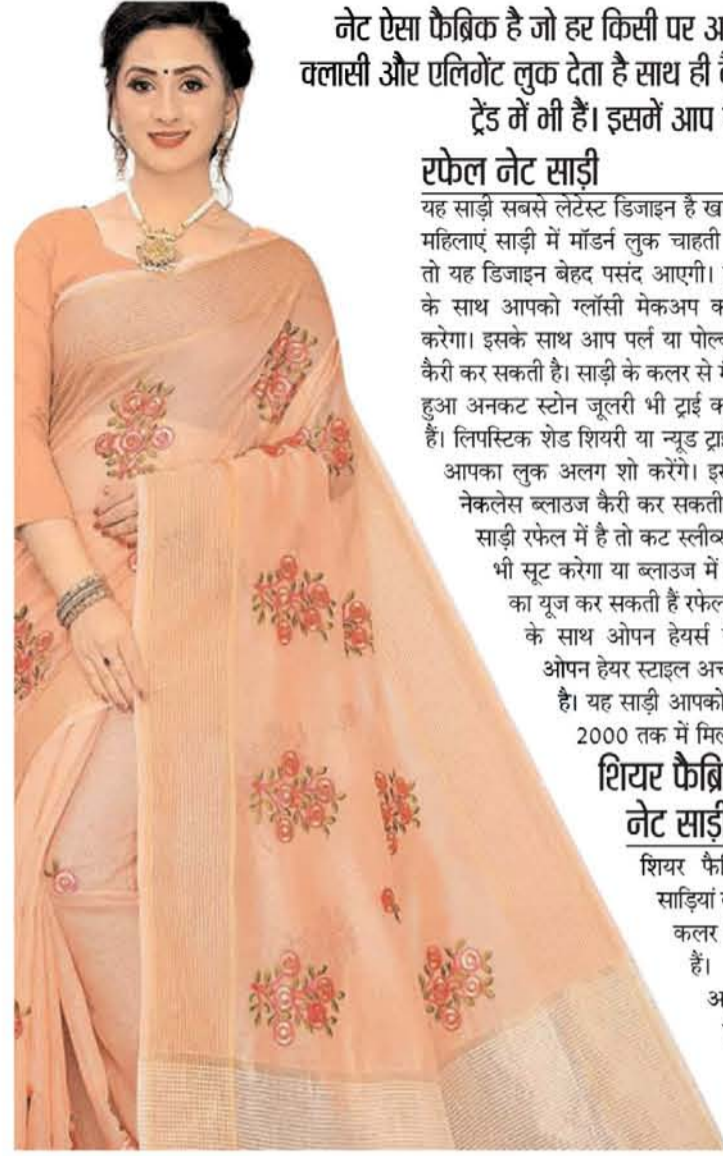 नेट ऐसा फैब्रिक है जो हर किसी पर
क्लासी और एलिगेंट लुक देता है साथ ही
ट्रेंड में भी हैं। इसमें आप
रफेल नेट साड़ी
यह साड़ी सबसे लेटेस्ट डिजाइन है
महिलाएं साड़ी में मॉडर्न लुक चाहती
तो यह डिजाइन बेहद पसंद आएगी।
के साथ आपको ग्लॉसी मेकअप
करेगा। इसके साथ आप पर्ल या
कैरी कर सकती है। साड़ी के कलर से
हुआ अनकट स्टोन जूलरी भी ट्राई
हैं। लिपस्टिक शेड शियरी या न्यूड
आपका लुक अलग शो करेंगे।
नेकलेस ब्लाउज कैरी कर सकती
साड़ी रफेल में है तो कट
भी सूट करेगा या ब्लाउज में
का यूज कर सकती हैं रफेल
के साथ ओपन हेयर्स
ओपन हेयर स्टाइल
है। यह साड़ी आपको
2000 तक में
शियर
नेट साड़ी
शियर
साड़ियां
कलर
हैं।